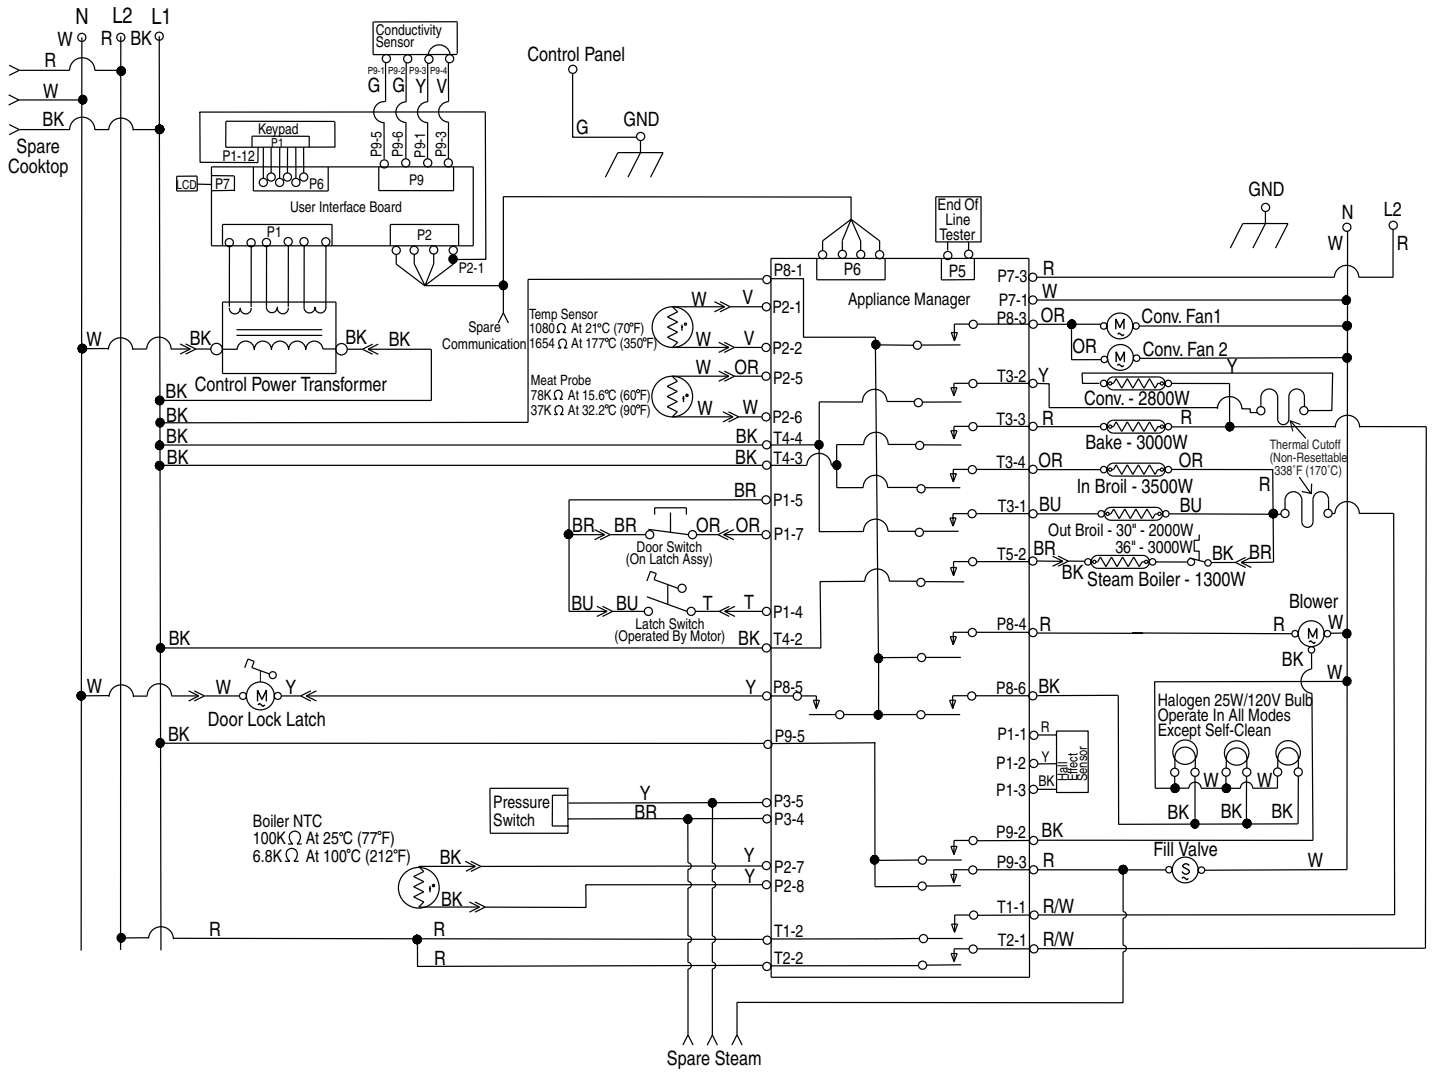 N L2 L1
W R BK
R
W
BK
Spare
Cooktop
Conductivity
Sensor
P9-1 P9-2 P9-3 P9-4
G G Y V
P9-5 P9-6 P9-1 P9-3
Keypad
P1
P1-12
LCD P7 P6 P9
User Interface Board
P1 P2
P2-1
Control Panel
G
GND
W BK BK BK
Control Power Transformer
Spare
Communication
BK
BK
BK
BK
Temp Sensor
1080Ω At 21°C (70°F)
1654 Ω At 177°C (350°F)
W V
W V
Meat Probe
78KΩ At 15.6°C (60°F)
37KΩ At 32.2°C (90°F)
W OR
W W
BK
BK
BR
BR BR OR OR
Door Switch
(On Latch Assy)
BU BU T T
Latch Switch
(Operated By Motor)
BK BK
W W M Y Y
Door Lock Latch
BK
Pressure
Switch
Y
BR
Boiler NTC
100KΩ At 25°C (77°F)
6.8KΩ At 100°C (212°F)
t°
BK Y
BK Y
R R
R
Spare Steam
End Of
Line
Tester
P6 P5
Appliance Manager
P8-1
P2-1
P2-2
P2-5
P2-6
T4-4
T4-3
P1-5
P1-7
P1-4
T4-2
P8-5
P9-5
P3-5
P3-4
P2-7
P2-8
T1-2
T2-2
P7-3 R
P7-1 W
P8-3 OR
T3-2 Y
T3-3 R
T3-4 OR
T3-1 BU
T5-2 BR
P8-4 R
P8-6 BK
P1-1 R
P1-2 Y
P1-3 BK
Hall
Effect
Sensor
P9-2 BK
P9-3 R
T1-1 R/W
T2-1 R/W
GND
N L2
W R
M Conv. Fan1
OR M Conv. Fan 2
Y
Conv. - 2800W
R
Bake - 3000W
Thermal Cutoff
(Non-Resettable
338°F (170°C)
OR
In Broil - 3500W
R
BU
Out Broil - 30" - 2000W
36" - 3000W
BK BK BR
Steam Boiler - 1300W
Blower
R M W
BK
W
Halogen 25W/120V Bulb
Operate In All Modes
Except Self-Clean
W W
BK BK BK
Fill Valve
S W